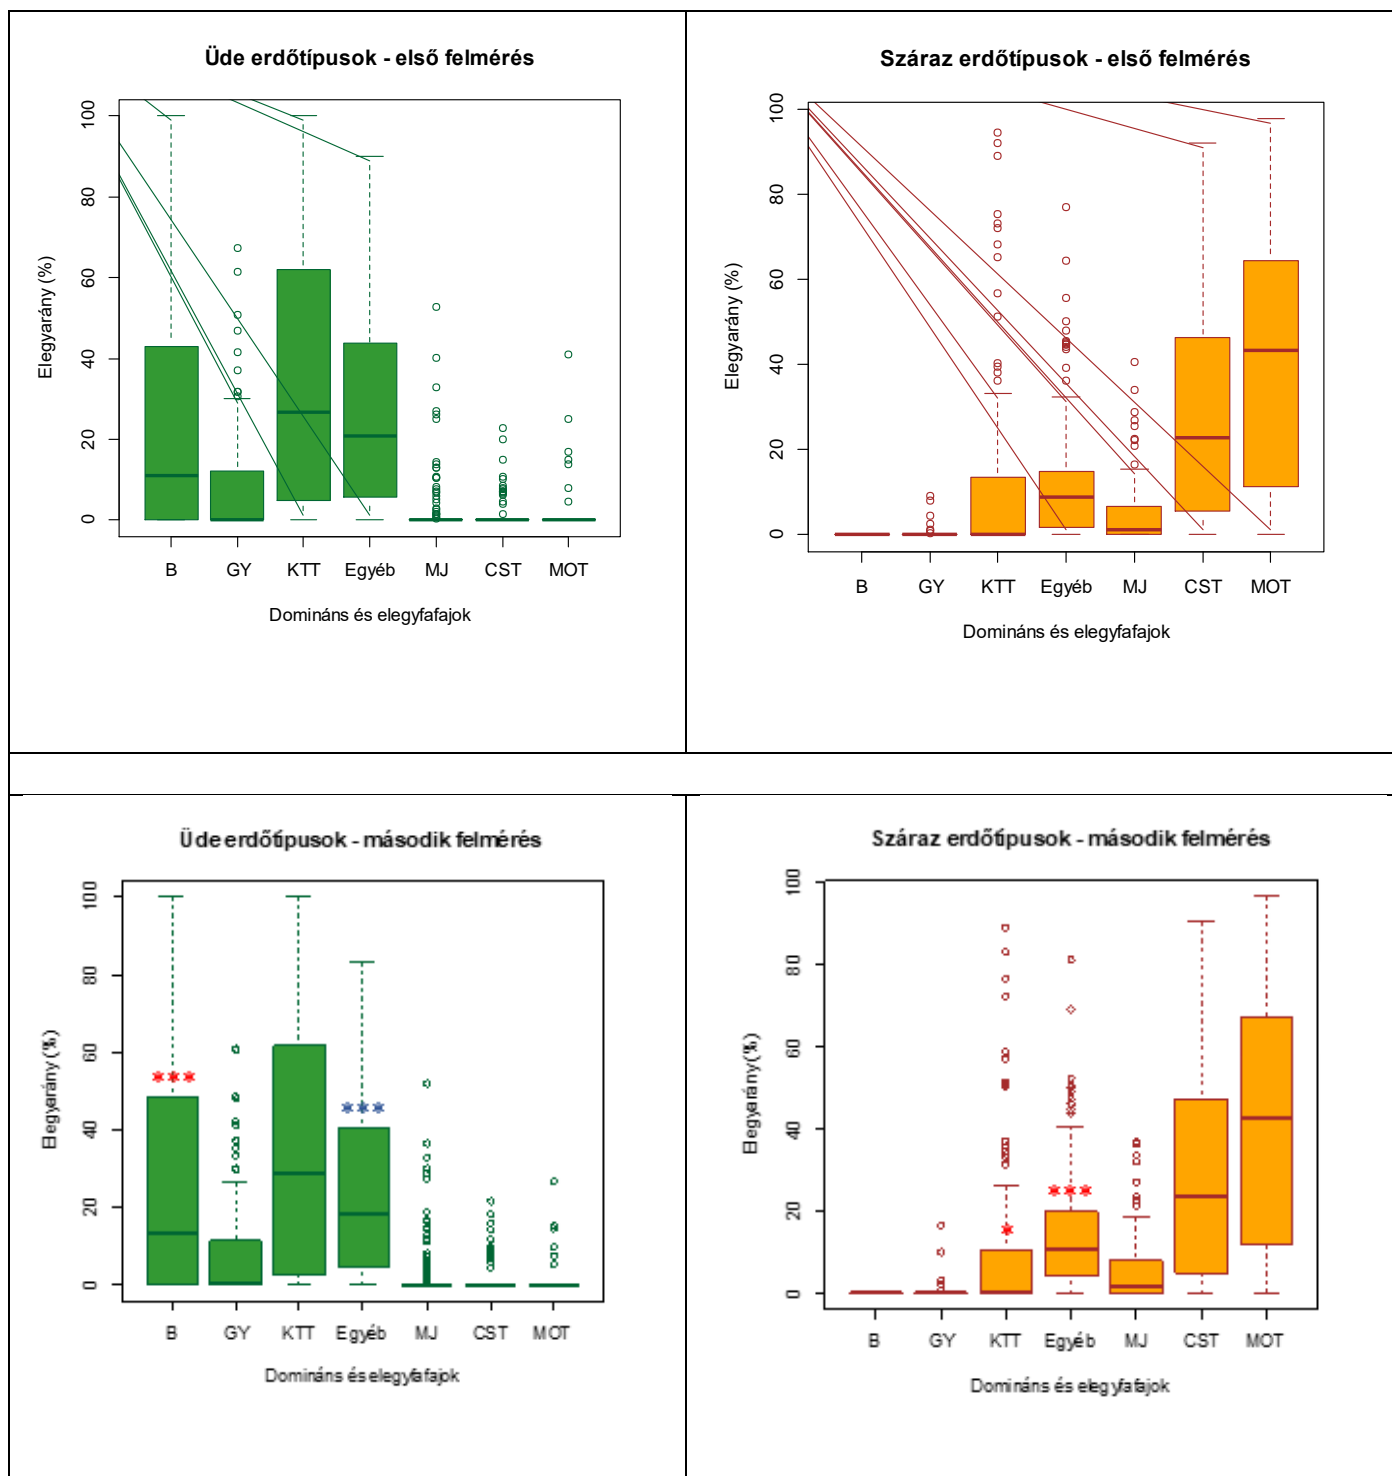 Üde erdőtípusok - első felmérés
Elegyarány (%)
100
80
60
40
20
0
B GY KTT Egyéb MJ CST MOT
Domináns és elegyfafajok
Száraz erdőtípusok - első felmérés
Elegyarány (%)
100
80
60
40
20
0
B GY KTT Egyéb MJ CST MOT
Domináns és elegyfafajok
Üde erdőtípusok - második felmérés
Elegyarány (%)
100
80
60
40
20
0
***
***
B GY KTT Egyéb MJ CST MOT
Domináns és elegyfafajok
Száraz erdőtípusok - második felmérés
Elegyarány (%)
100
80
60
40
20
0
*
***
B GY KTT Egyéb MJ CST MOT
Domináns és elegyfafajok